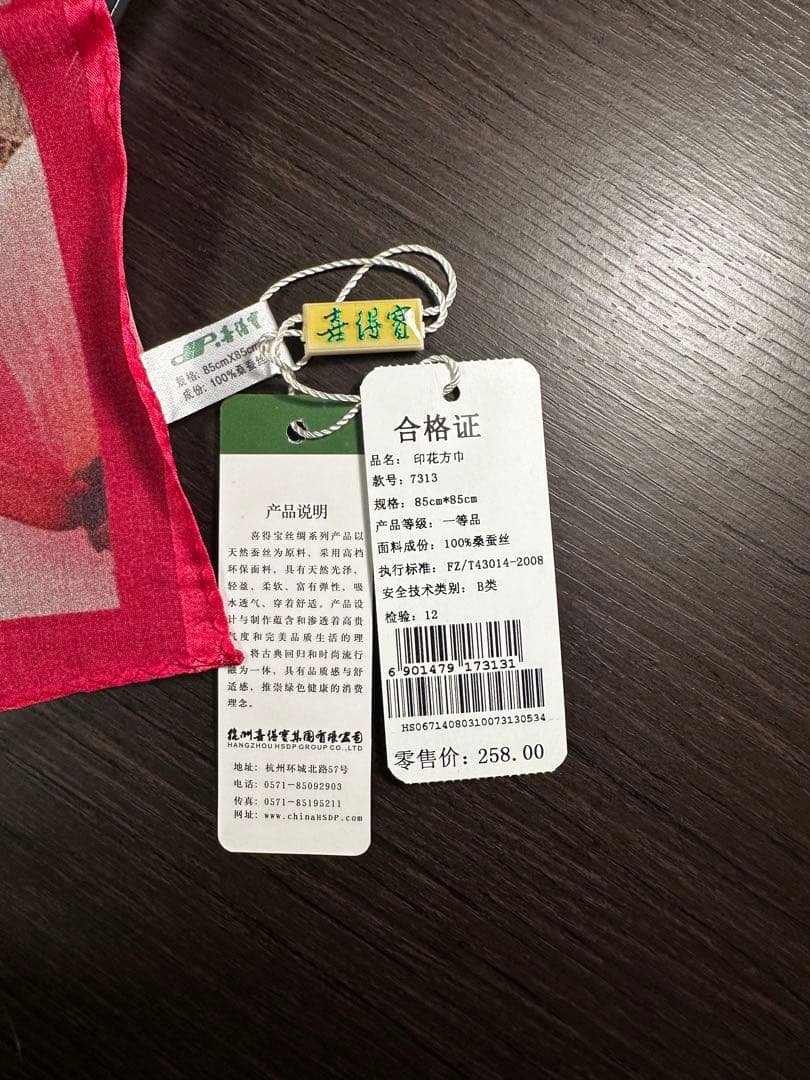 喜得寳
喜得寳
规格: 85cmX85cm
成份: 100%桑蚕丝
产品说明
喜得宝丝绸系列产品以
天然蚕丝为原料，采用高档
环保面料，具有天然光泽，
轻盈、柔软、富有弹性，吸
水透气、穿着舒适。产品设
计与制作蕴含和渗透着高贵
气度和完美品质生活的理
将古典回归和时尚流行
融为一体，具有品质感与舒
适感，推崇绿色健康的消费
理念。
杭州喜得寳集团有限公司
HANGZHOU HSDP GROUP CO.,LTD
地址: 杭州环城北路57号
电话: 0571-85092903
传真: 0571-85195211
网址: www.chinaHSDP.com
合格证
品名: 印花方巾
款号: 7313
规格: 85cm*85cm
产品等级: 一等品
面料成份: 100%桑蚕丝
执行标准: FZ/T43014-2008
安全技术类别: B类
检验: 12
6 901479 173131
HS06714080310073130534
零售价: 258.00